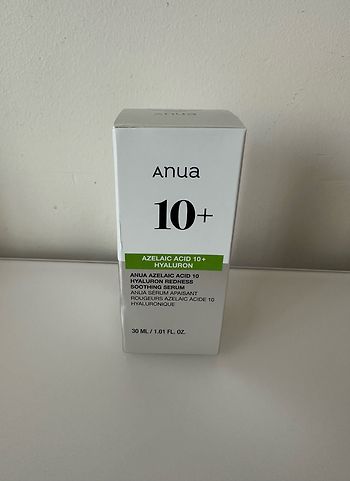 Anua
Anua
10+
AZELAIC ACID 10+
HYALURON
ANUA AZELAIC ACID 10
HYALURON REDNESS
SOOTHING SERUM
ANUA SÉRUM APAISANT
ROUGEURS AZELAIC ACIDE 10
HYALURONIQUE
30 ML / 1.01 FL. OZ.